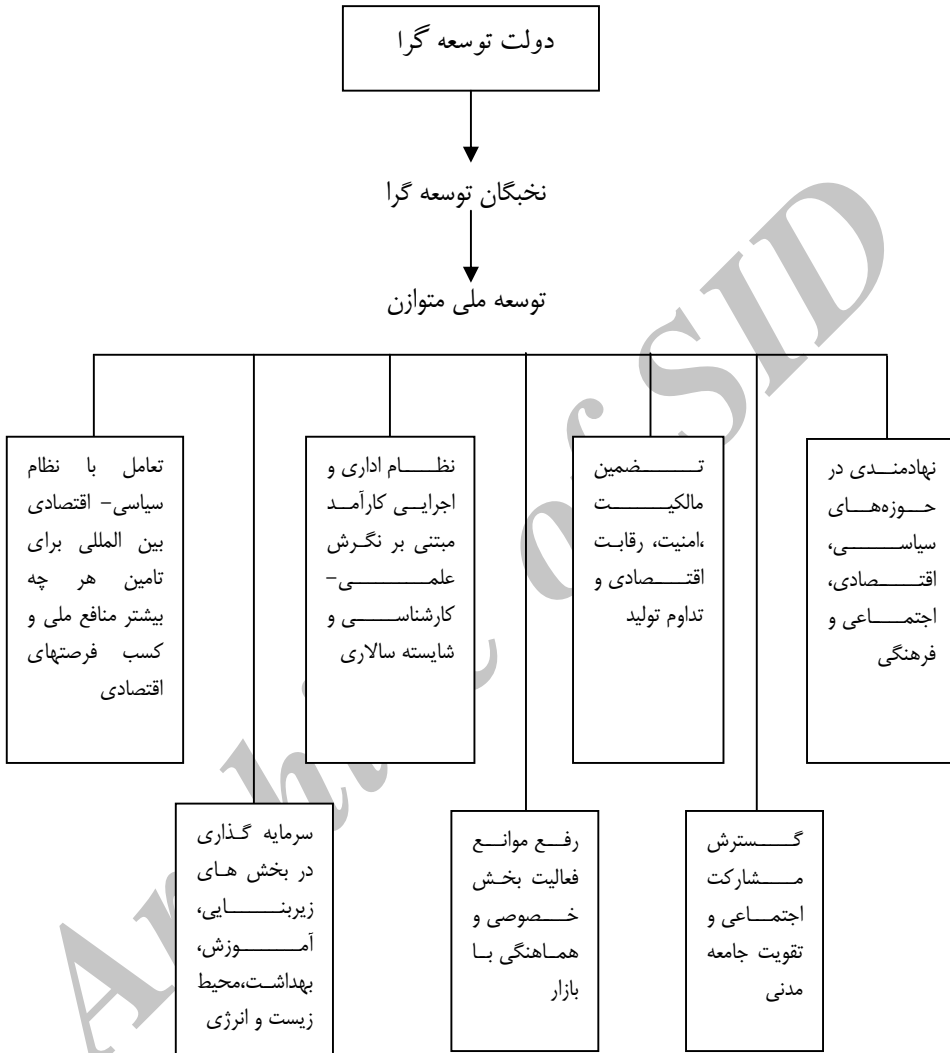 دولت توسعه گرا
نخبگان توسعه گرا
توسعه ملی متوازن
نهادمندی در
حوزه‌های
سیاسی،
اقتصادی،
اجتماعی و
فرهنگی
تضمین
مالکیت
،امنیت، رقابت
اقتصادی و
تداوم تولید
نظام اداری و
اجرایی کارآمد
مبتنی بر نگرش
علمی-
کارشناسی و
شایسته سالاری
تعامل با نظام
سیاسی- اقتصادی
بین المللی برای
تامین هر چه
بیشتر منافع ملی و
کسب فرصتهای
اقتصادی
گسترش
مشارکت
اجتماعی و
تقویت جامعه
مدنی
رفع موانع
فعالیت بخش
خصوصی و
هماهنگی با
بازار
سرمایه گذاری
در بخش های
زیربنایی،
آموزش،
بهداشت،محیط
زیست و انرژی
Archive of SID